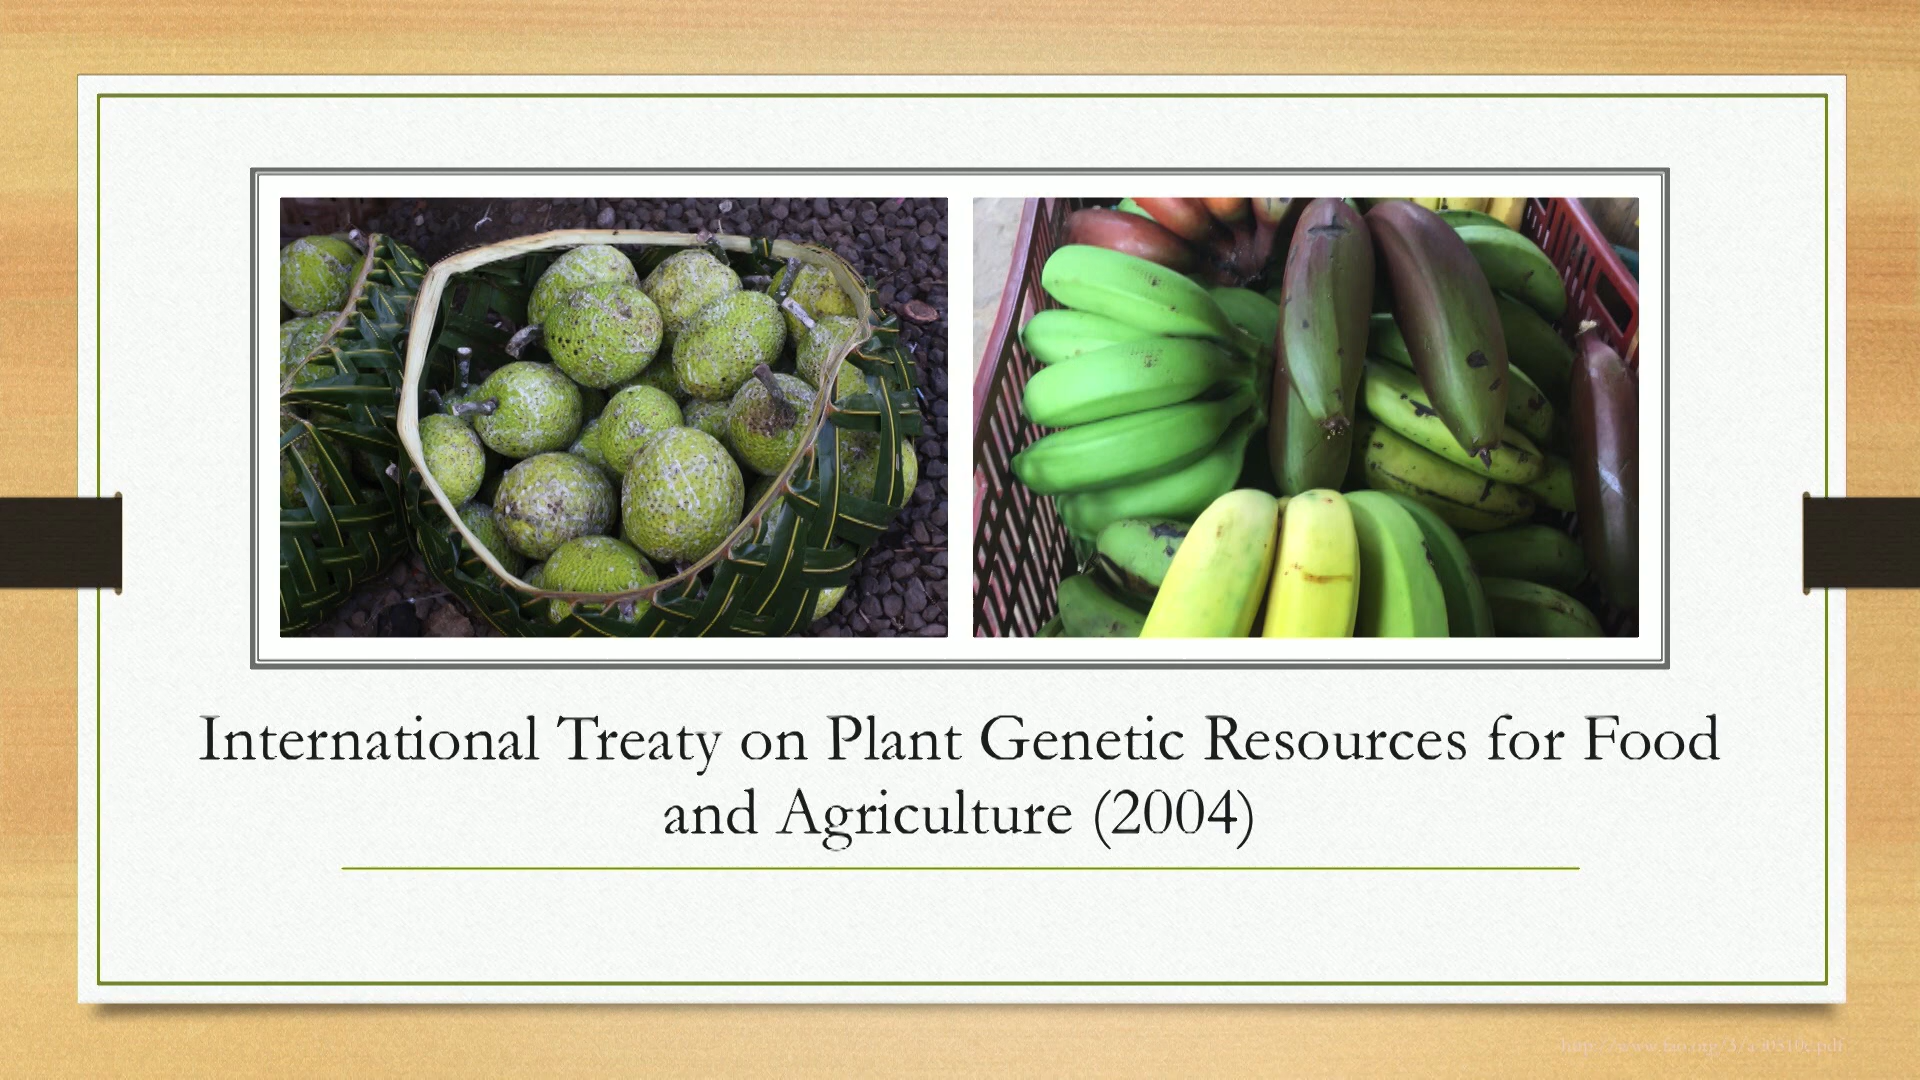 International Treaty on Plant Genetic Resources for Food
and Agriculture (2004)